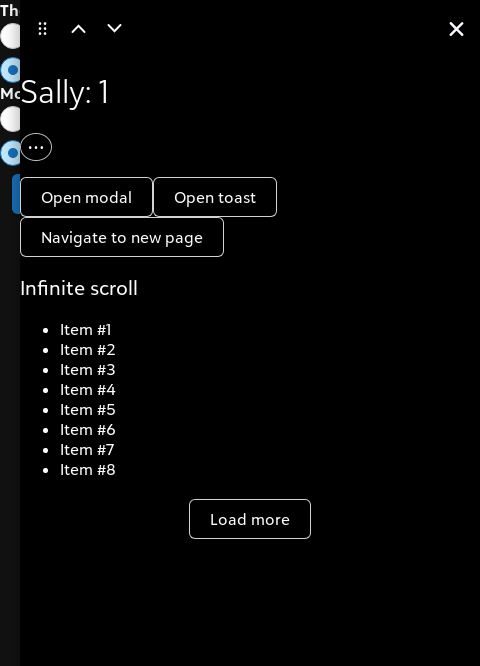 Th
Sally: 1
Mo
Open modal
Open toast
Navigate to new page
Infinite scroll
Item #1
Item #2
Item #3
Item #4
Item #5
Item #6
Item #7
Item #8
Load more